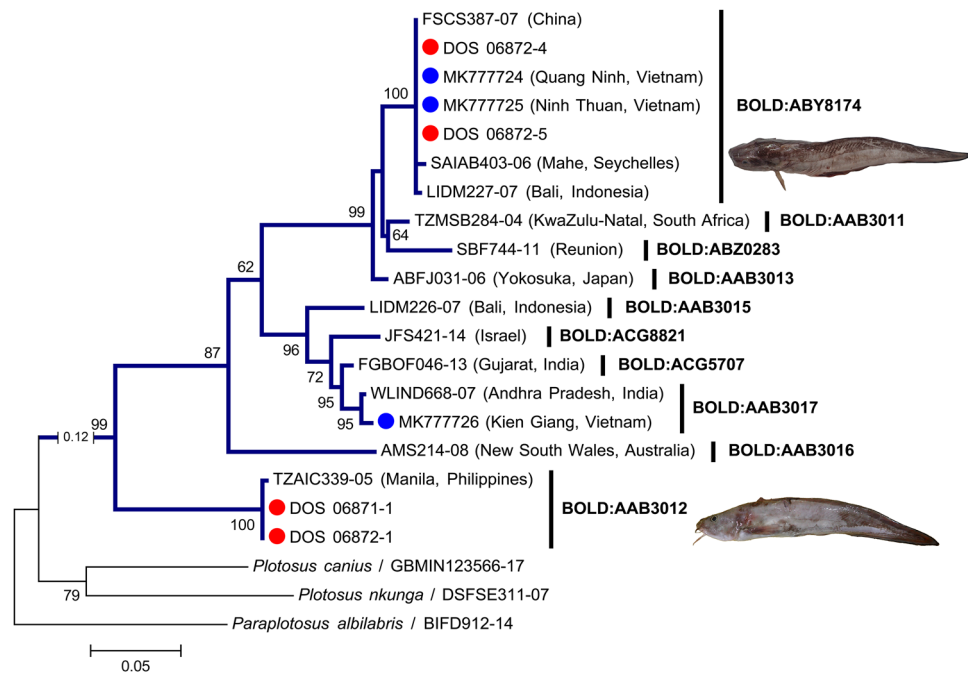 FSCS387-07 (China)
DOS 06872-4
MK777724 (Quang Ninh, Vietnam)
100
MK777725 (Ninh Thuan, Vietnam)
BOLD:ABY8174
DOS 06872-5
SAIAB403-06 (Mahe, Seychelles)
LIDM227-07 (Bali, Indonesia)
99
TZMSB284-04 (KwaZulu-Natal, South Africa)
BOLD:AAB3011
64
SBF744-11 (Reunion)
BOLD:ABZ0283
62
ABFJ031-06 (Yokosuka, Japan)
BOLD:AAB3013
LIDM226-07 (Bali, Indonesia)
BOLD:AAB3015
96
JFS421-14 (Israel)
BOLD:ACG8821
87
72
FGBOF046-13 (Gujarat, India)
BOLD:ACG5707
95
WLIND668-07 (Andhra Pradesh, India)
BOLD:AAB3017
95
MK777726 (Kien Giang, Vietnam)
0.12
99
AMS214-08 (New South Wales, Australia)
BOLD:AAB3016
TZAIC339-05 (Manila, Philippines)
DOS 06871-1
BOLD:AAB3012
100
DOS 06872-1
Plotosus canius / GBMIN123566-17
79
Plotosus nkunga / DSFSE311-07
Paraplotosus albilabris / BIFD912-14
0.05